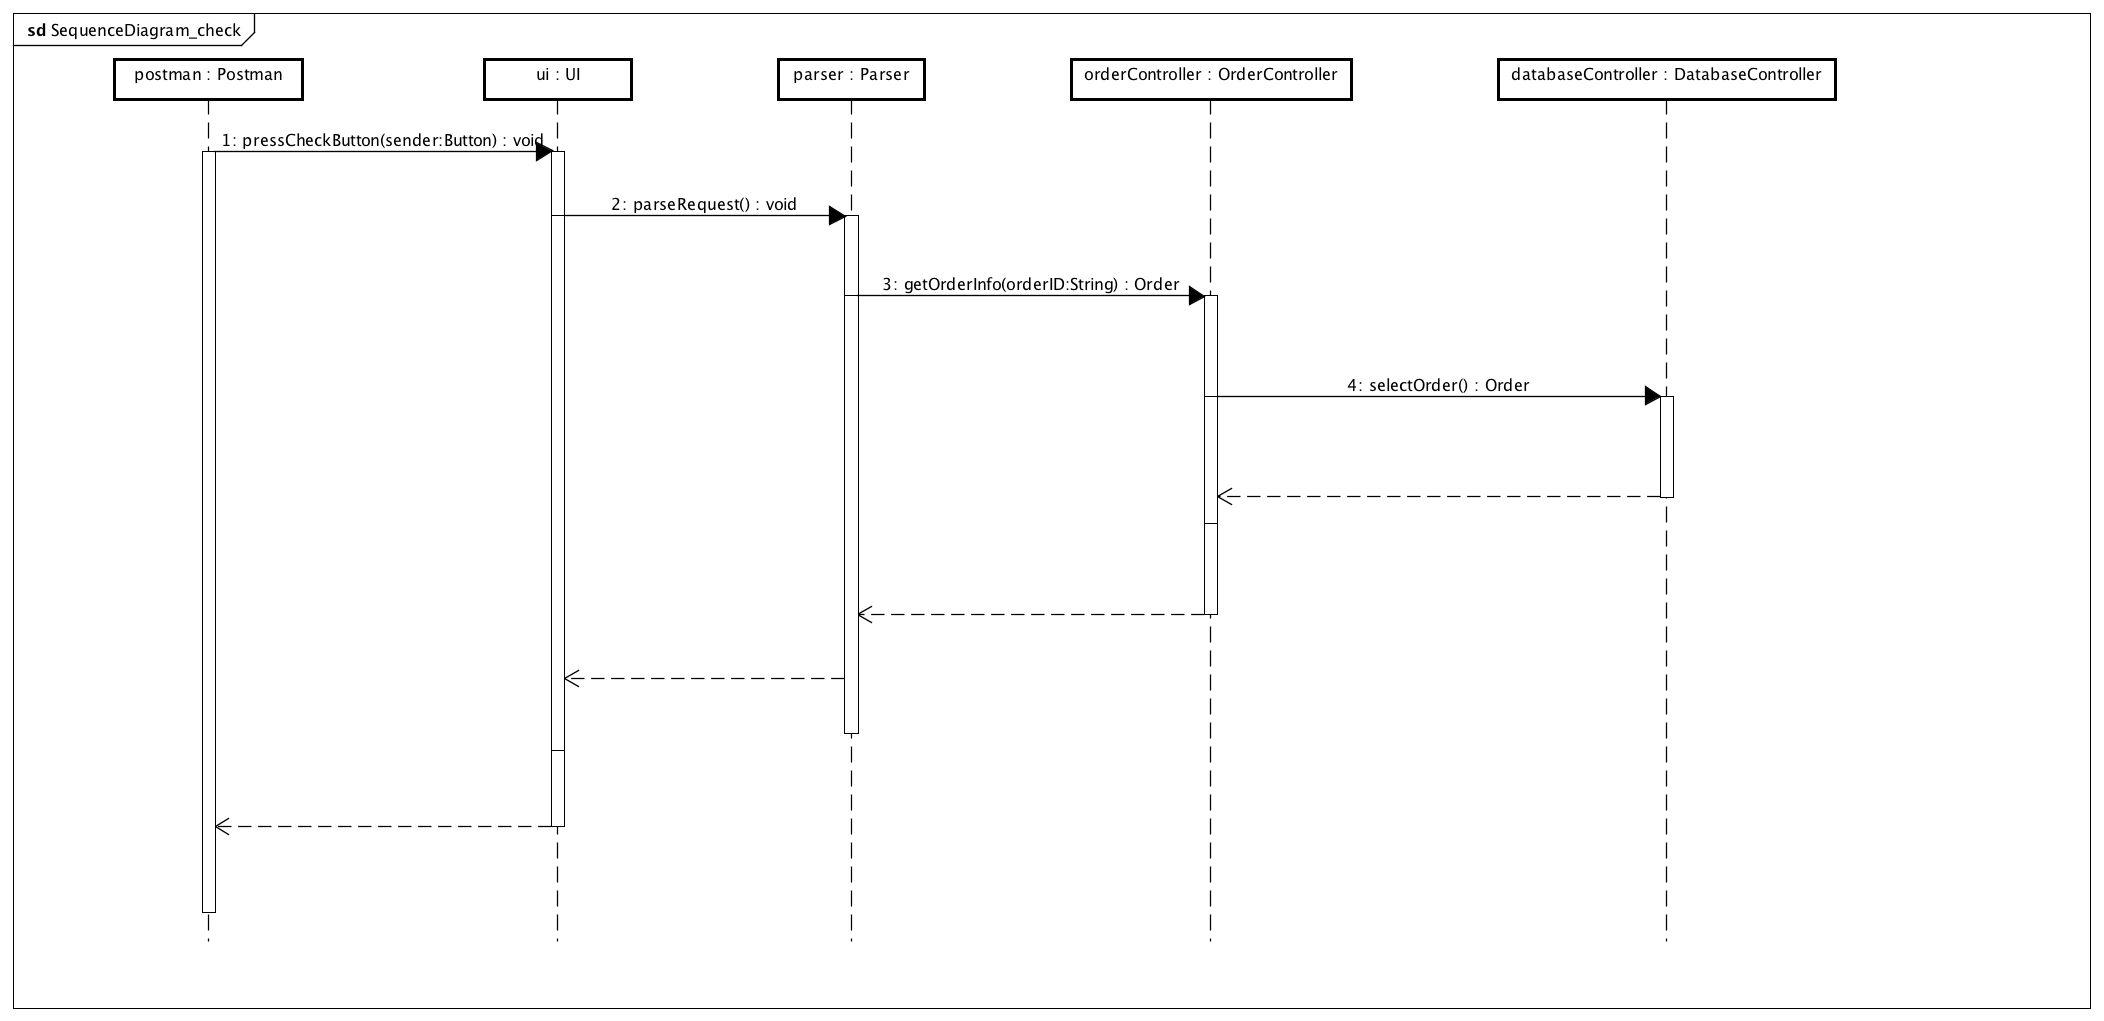 sd SequenceDiagram_check
postman : Postman
ui : UI
parser : Parser
orderController : OrderController
databaseController : DatabaseController
1: pressCheckButton(sender:Button) : void
2: parseRequest() : void
3: getOrderInfo(orderID:String) : Order
4: selectOrder() : Order